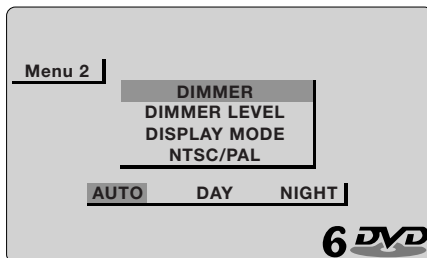 Menu 2
DIMMER
DIMMER LEVEL
DISPLAY MODE
NTSC/PAL
AUTO DAY NIGHT
6 DVD